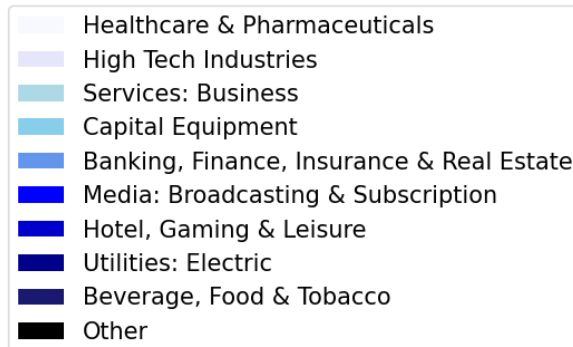 Healthcare & Pharmaceuticals
High Tech Industries
Services: Business
Capital Equipment
Banking, Finance, Insurance & Real Estate
Media: Broadcasting & Subscription
Hotel, Gaming & Leisure
Utilities: Electric
Beverage, Food & Tobacco
Other